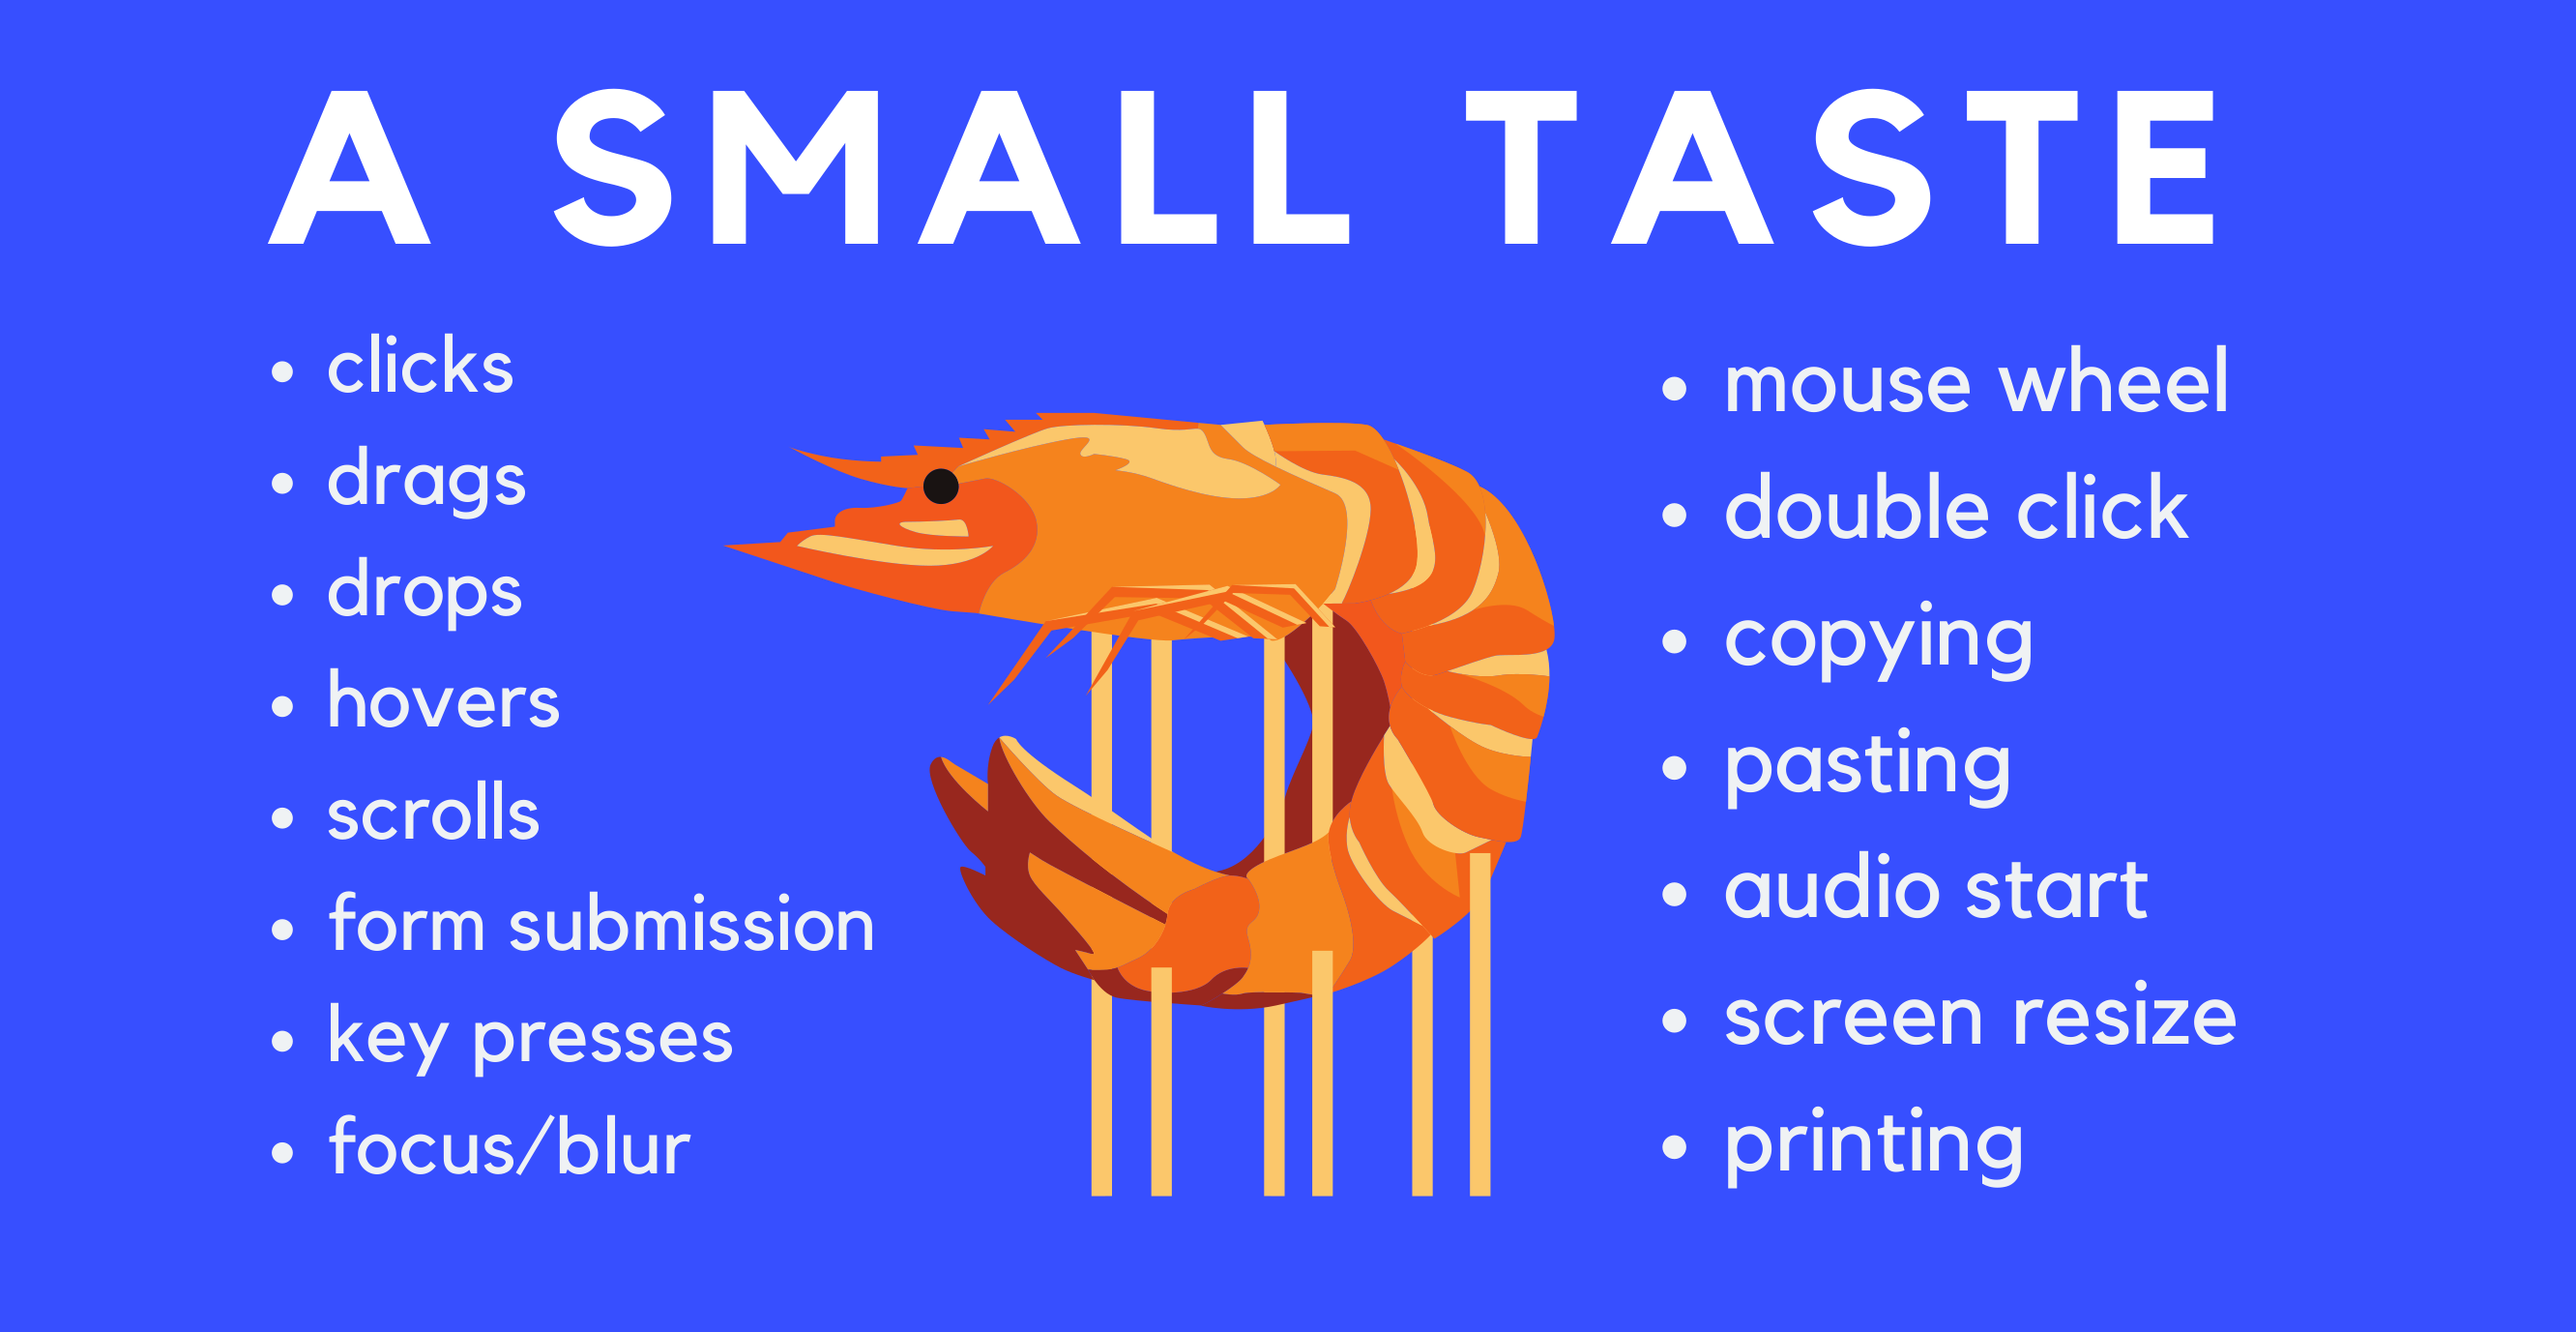 A SMALL TASTE
• clicks
• drags
• drops
• hovers
• scrolls
• form submission
• key presses
• focus/blur
• mouse wheel
• double click
• copying
• pasting
• audio start
• screen resize
• printing